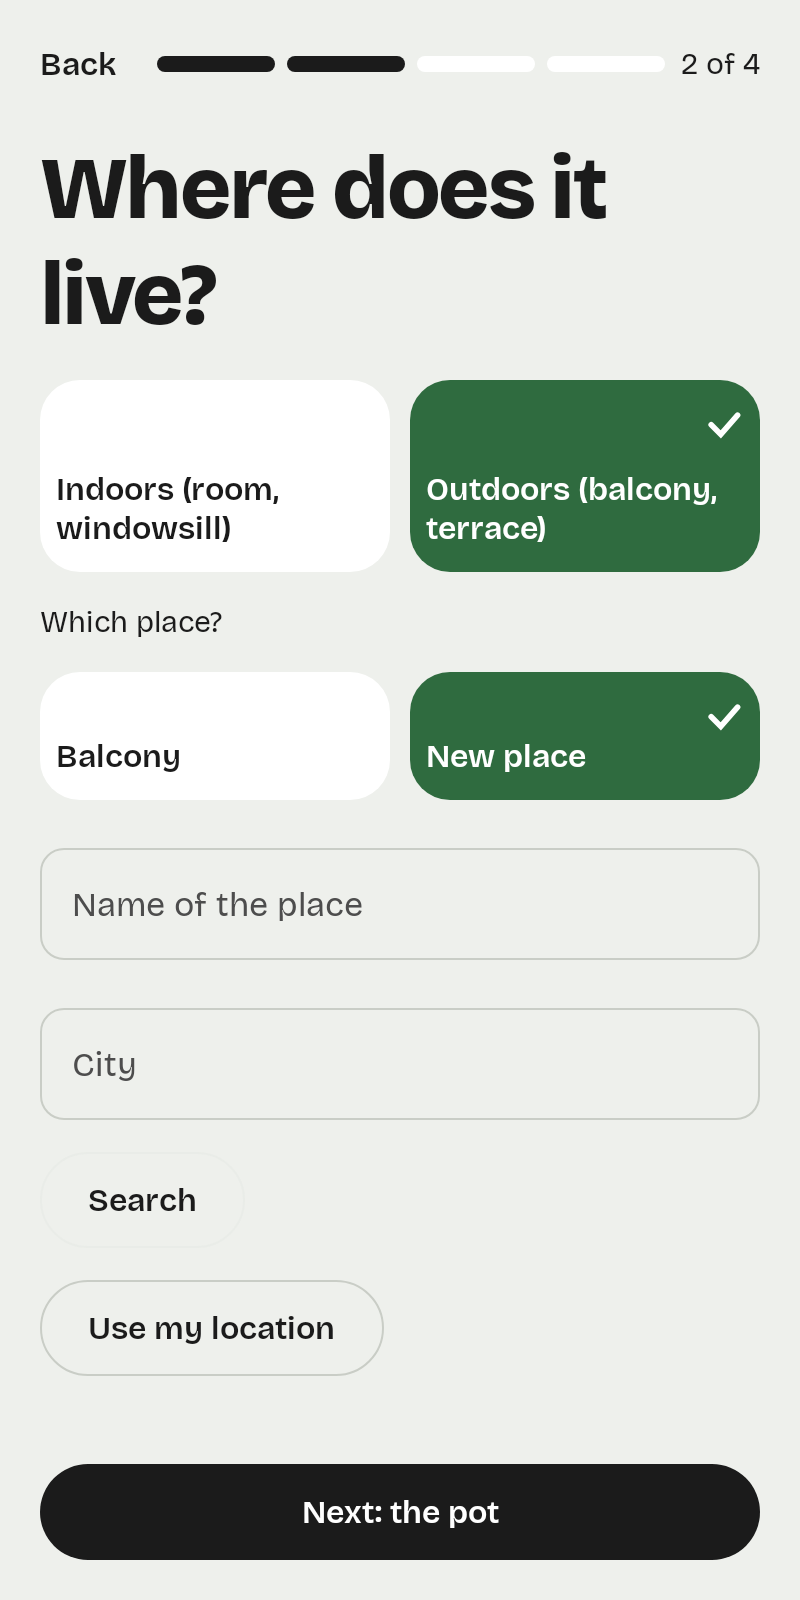 Back
2 of 4
Where does it
live?
Indoors (room,
windowsill)
Outdoors (balcony,
terrace)
Which place?
Balcony
New place
Name of the place
City
Search
Use my location
Next: the pot